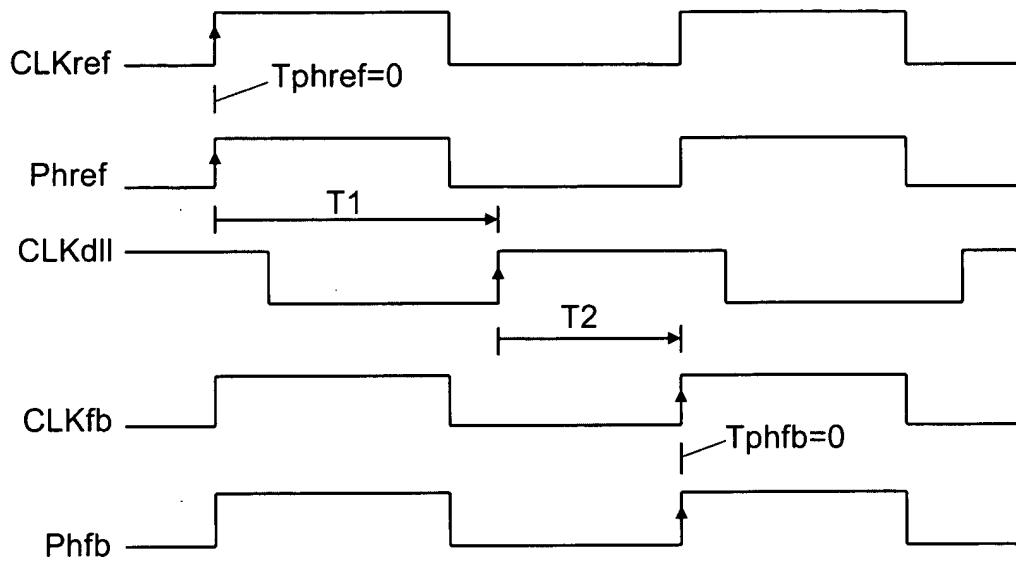 CLKref
Tphref=0
Phref
T1
CLKdll
T2
CLKfb
Tphfb=0
Phfb